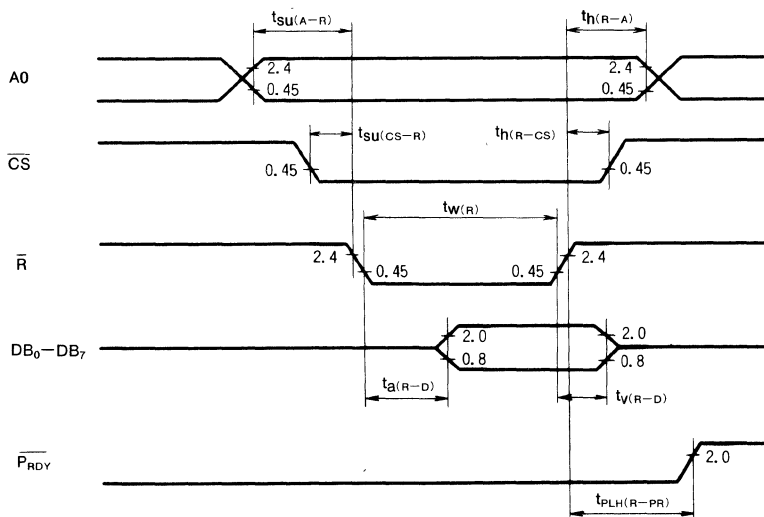 tsu(A−R)
th(R−A)
A0
2.4
0.45
2.4
0.45
tsu(CS−R)
th(R−CS)
C̅S̅
0.45
0.45
tw(R)
R̅
2.4
0.45
0.45
2.4
DB₀−DB₇
2.0
0.8
2.0
0.8
ta(R−D)
tv(R−D)
P̅R̅D̅Y̅
2.0
tPLH(R−PR)